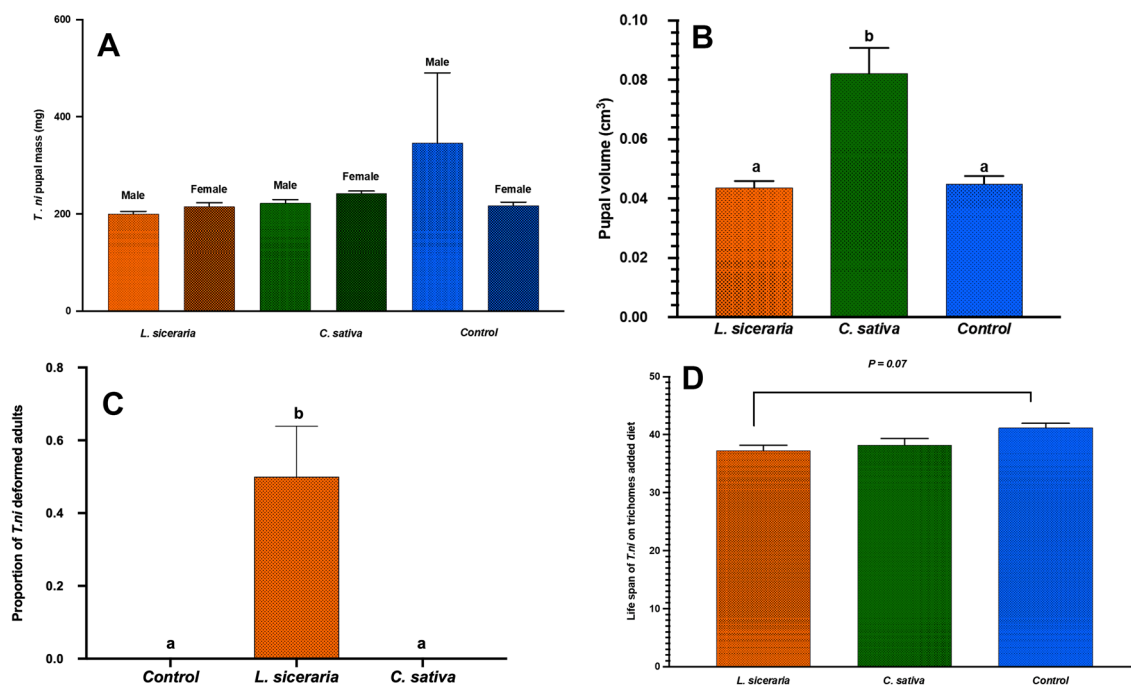 A
T. ni pupal mass (mg)
600
400
200
0
Male
Female
Male
Female
Male
Female
L. siceraria
C. sativa
Control
B
Pupal volume (cm³)
0.10
0.08
0.06
0.04
0.02
0.00
a
b
a
L. siceraria
C. sativa
Control
C
Proportion of T.ni deformed adults
0.8
0.6
0.4
0.2
0.0
a
b
a
Control
L. siceraria
C. sativa
D
P = 0.07
Life span of T.ni on trichomes added diet
50
40
30
20
10
0
L. siceraria
C. sativa
Control